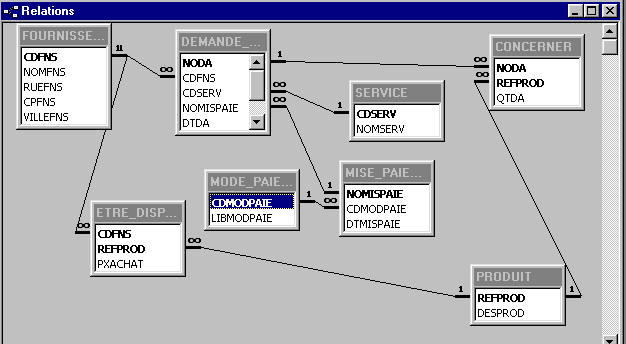 Relations
FOURNISSE...
CDFNS
NOMFNS
RUEFNS
CPFNS
VILLEFNS
DEMANDE_...
NODA
CDFNS
CDSERV
NOMISPAIE
DTDA
CONCERNER
NODA
REFPROD
QTDA
SERVICE
CDSERV
NOMSERV
MODE_PAIE...
CDMODPAIE
LIBMODPAIE
MISE_PAIE...
NOMISPAIE
CDMODPAIE
DTMISPAIE
ETRE_DISP...
CDFNS
REFPROD
PXACHAT
PRODUIT
REFPROD
DESPROD
1
1
∞
∞
∞
∞
1
∞
∞
1
1
∞
1
∞
∞
1
1